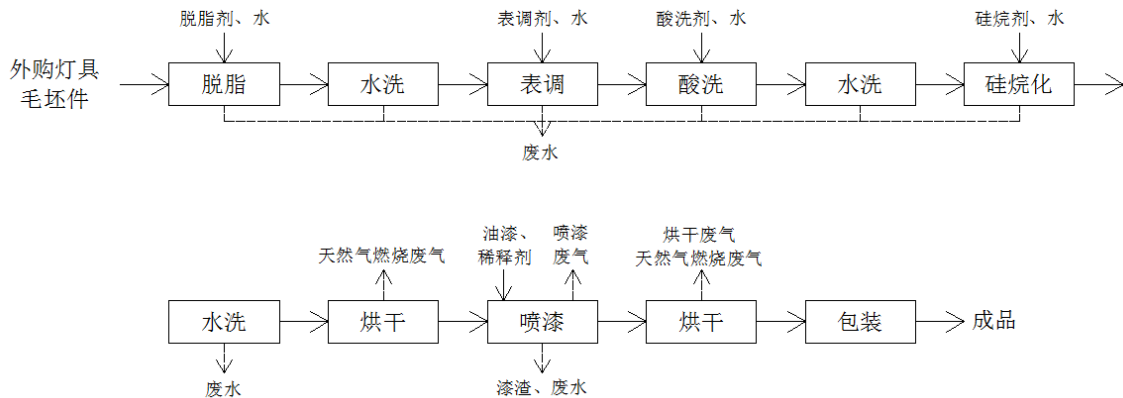 脱脂剂、水
表调剂、水
酸洗剂、水
硅烷剂、水
外购灯具
毛坯件
脱脂
水洗
表调
酸洗
水洗
硅烷化
废水
天然气燃烧废气
油漆、
稀释剂
喷漆
废气
烘干废气
天然气燃烧废气
水洗
烘干
喷漆
烘干
包装
成品
废水
漆渣、废水